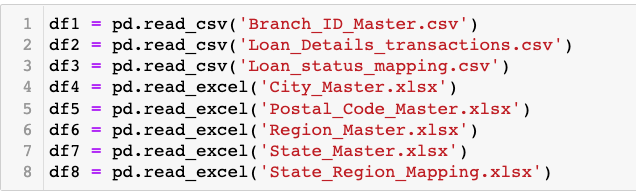 1 df1 = pd.read_csv('Branch_ID_Master.csv')
2 df2 = pd.read_csv('Loan_Details_transactions.csv')
3 df3 = pd.read_csv('Loan_status_mapping.csv')
4 df4 = pd.read_excel('City_Master.xlsx')
5 df5 = pd.read_excel('Postal_Code_Master.xlsx')
6 df6 = pd.read_excel('Region_Master.xlsx')
7 df7 = pd.read_excel('State_Master.xlsx')
8 df8 = pd.read_excel('State_Region_Mapping.xlsx')